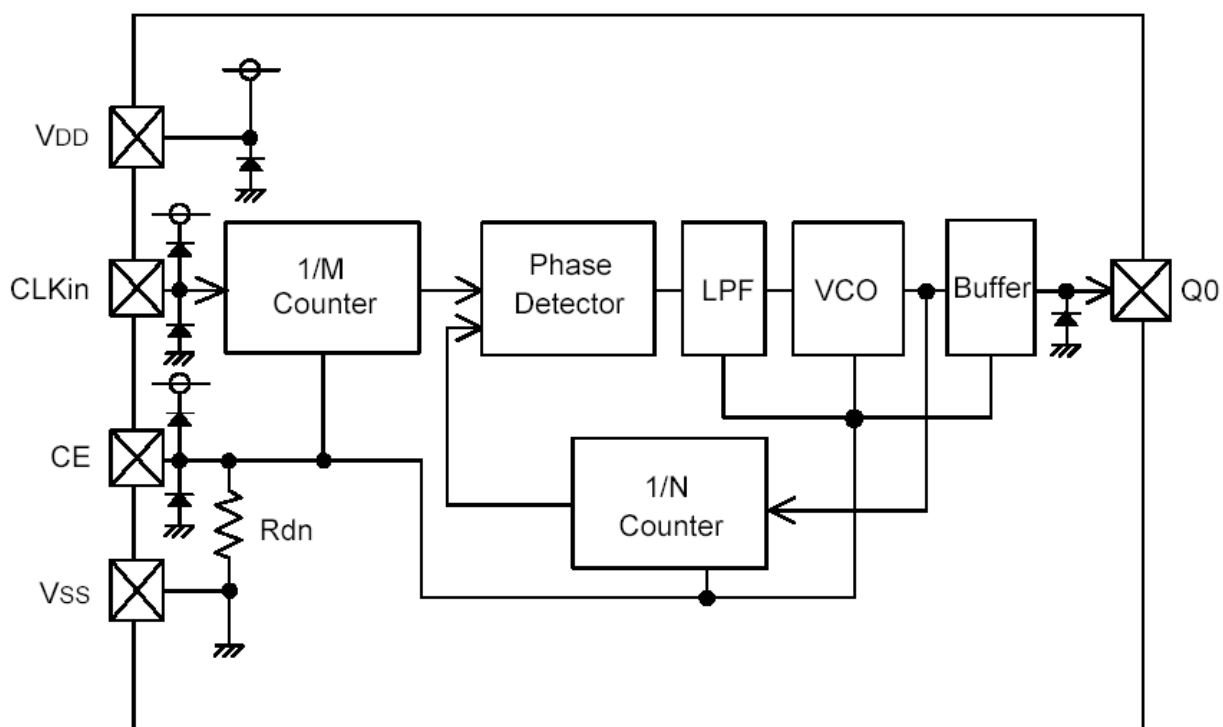 VDD
CLKin
1/M
Counter
Phase
Detector
LPF
VCO
Buffer
Q0
CE
Rdn
1/N
Counter
VSS